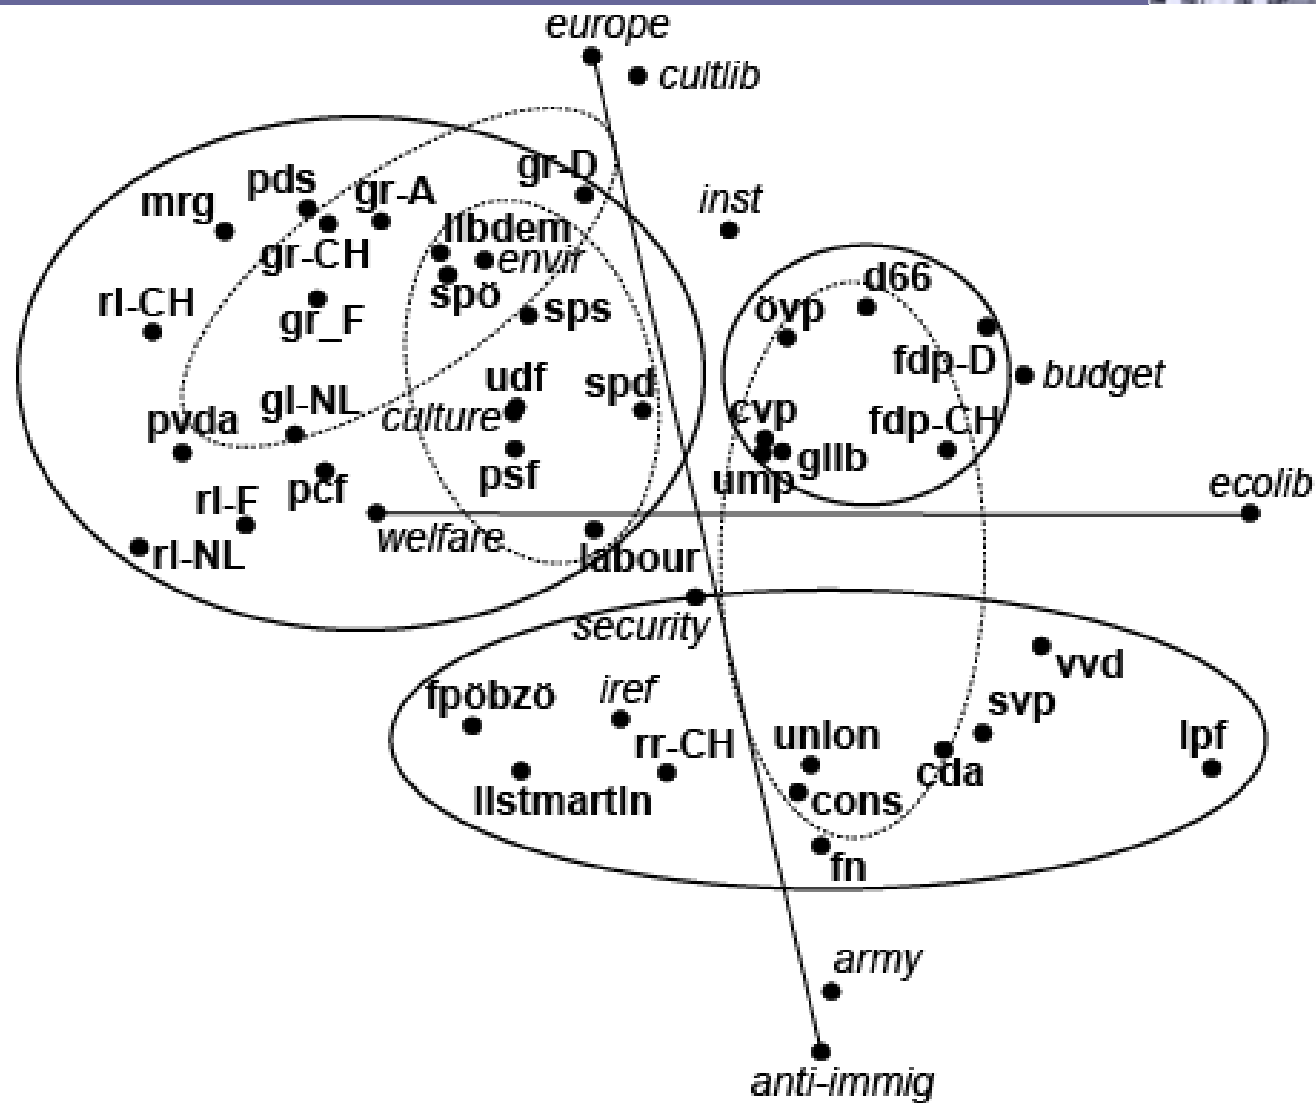 europe
cultlib
gr-D
pds
gr-A
mrg
inst
libdem
gr-CH
envir
d66
spö
rl-CH
sps
övp
gr_F
fdp-D
udf
spd
budget
gl-NL
culture
cvp
fdp-CH
pvda
gllb
psf
ump
ecolib
pcf
rl-F
welfare
rl-NL
labour
security
vvd
fpöbzö
iref
svp
rr-CH
union
lpf
cda
listmartin
cons
fn
army
anti-immig